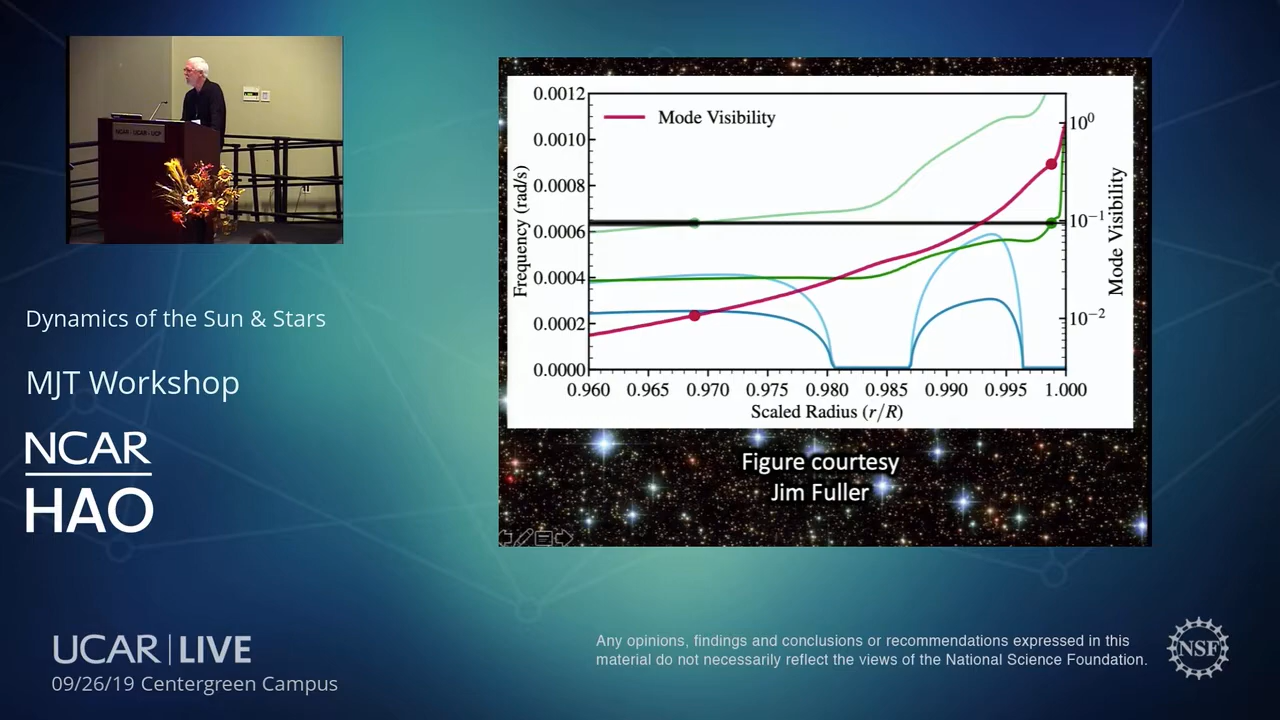 NCAR - UCAR - UCP
Dynamics of the Sun & Stars
MJT Workshop
NCAR
HAO
UCAR | LIVE
09/26/19 Centergreen Campus
Mode Visibility
0.0012
0.0010
0.0008
0.0006
0.0004
0.0002
0.0000
Frequency (rad/s)
10⁰
10⁻¹
10⁻²
Mode Visibility
0.960 0.965 0.970 0.975 0.980 0.985 0.990 0.995 1.000
Scaled Radius (r/R)
Figure courtesy
Jim Fuller
Any opinions, findings and conclusions or recommendations expressed in this
material do not necessarily reflect the views of the National Science Foundation.
NSF